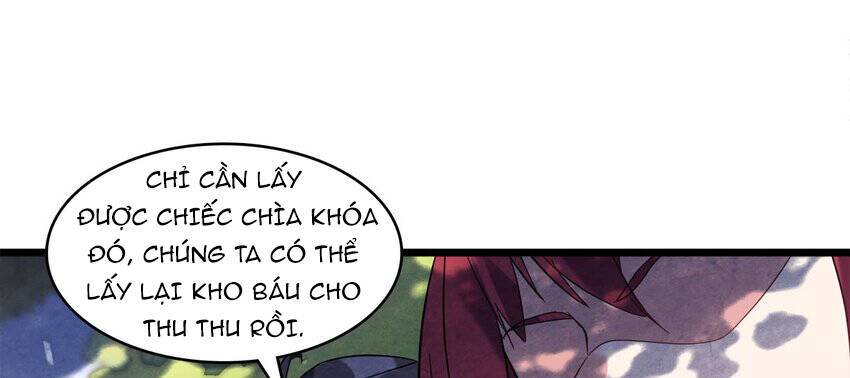 CHỈ CẦN LẤY
ĐƯỢC CHIẾC CHÌA KHÓA
ĐÓ, CHÚNG TA CÓ THỂ
LẤY LẠI KHO BÁU CHO
THU THU RỒI.